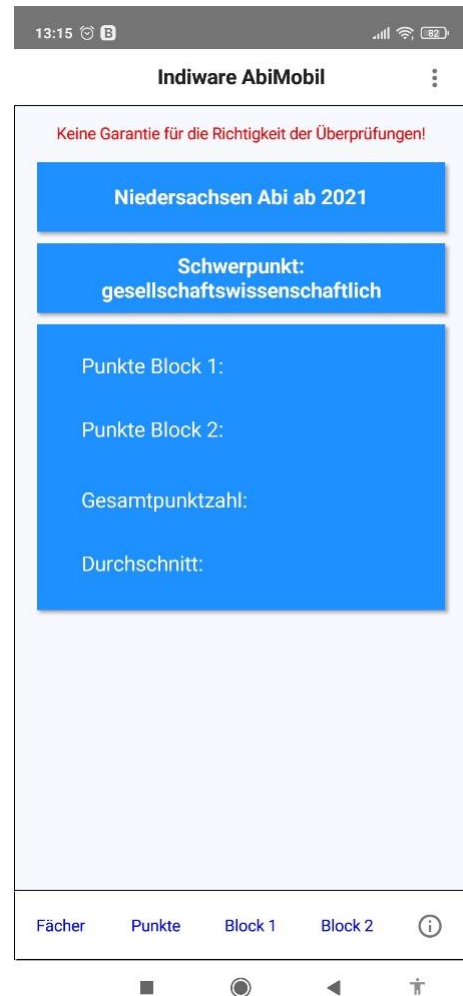 13:15 B 82
Indiware AbiMobil
Keine Garantie für die Richtigkeit der Überprüfungen!
Niedersachsen Abi ab 2021
Schwerpunkt:
gesellschaftswissenschaftlich
Punkte Block 1:
Punkte Block 2:
Gesamtpunktzahl:
Durchschnitt:
Fächer Punkte Block 1 Block 2